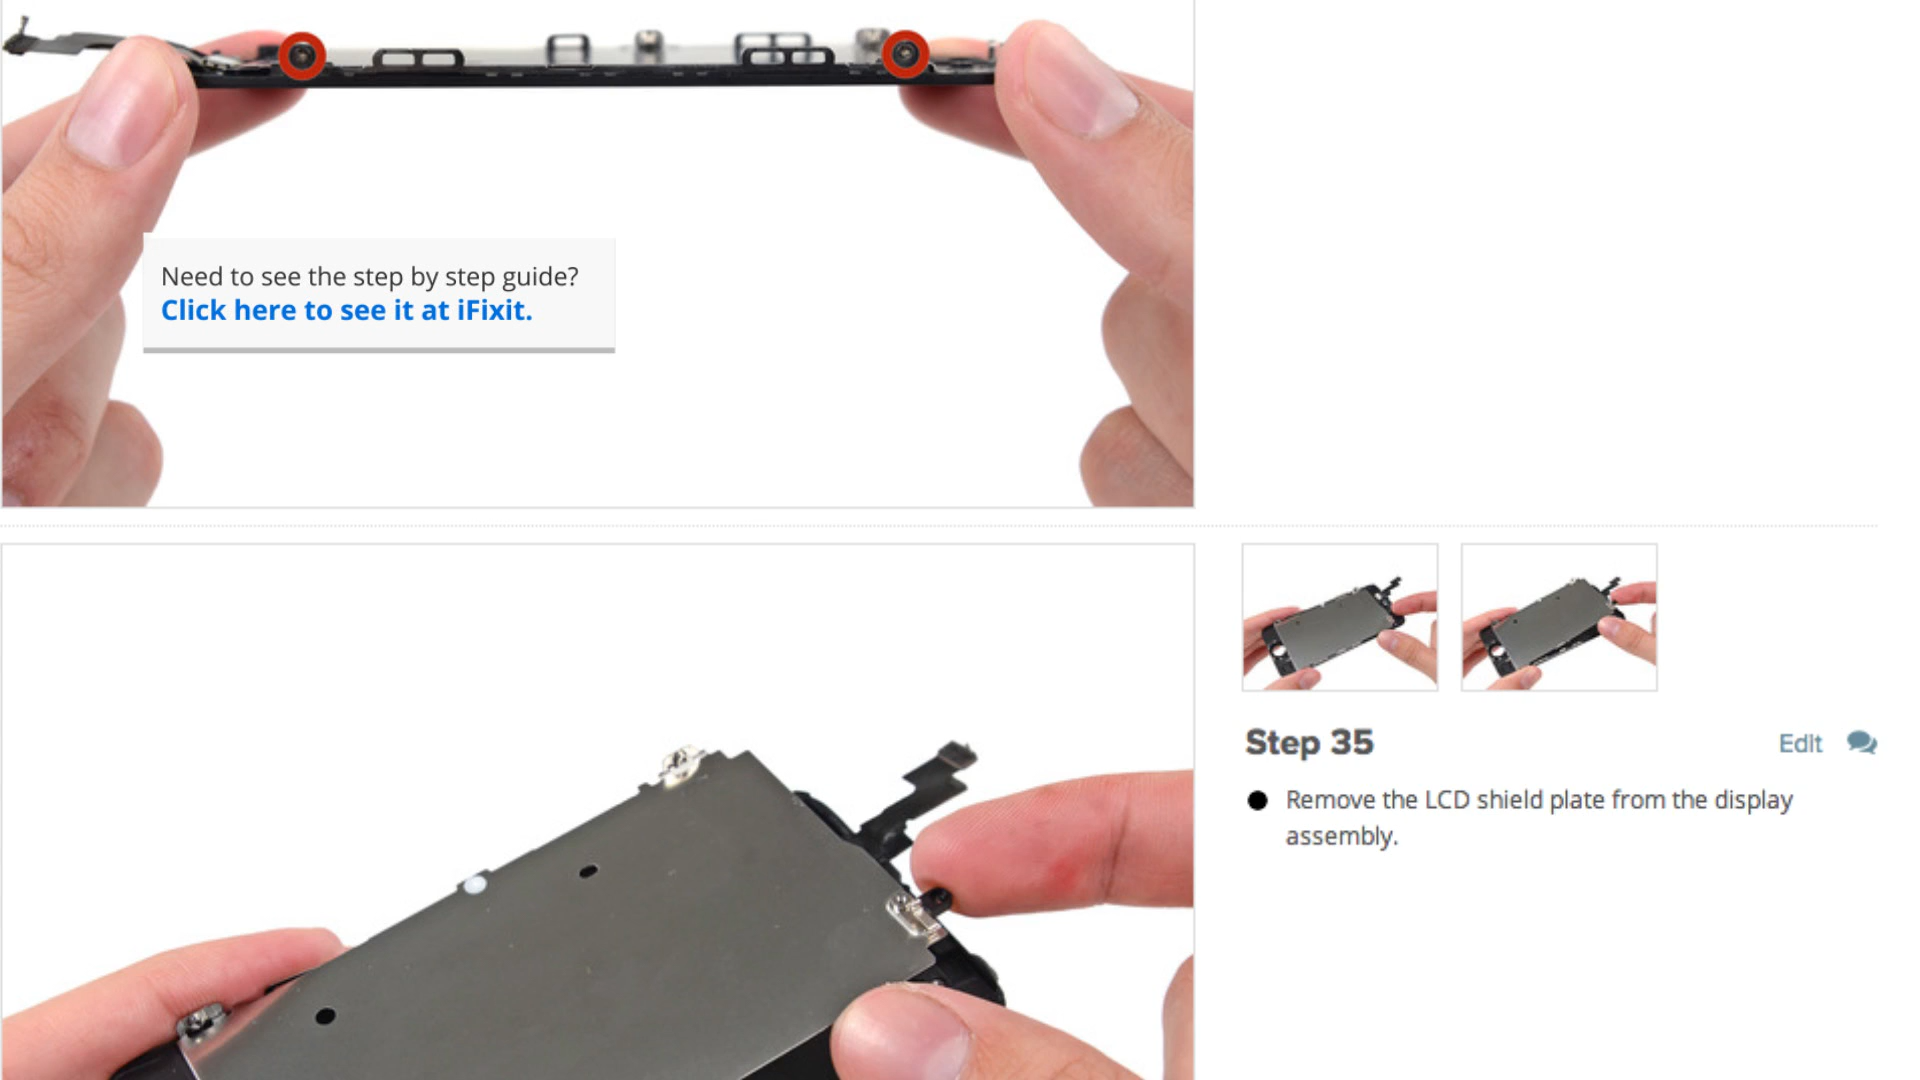 Need to see the step by step guide?
Click here to see it at iFixit.
Step 35
Edit
Remove the LCD shield plate from the display
assembly.